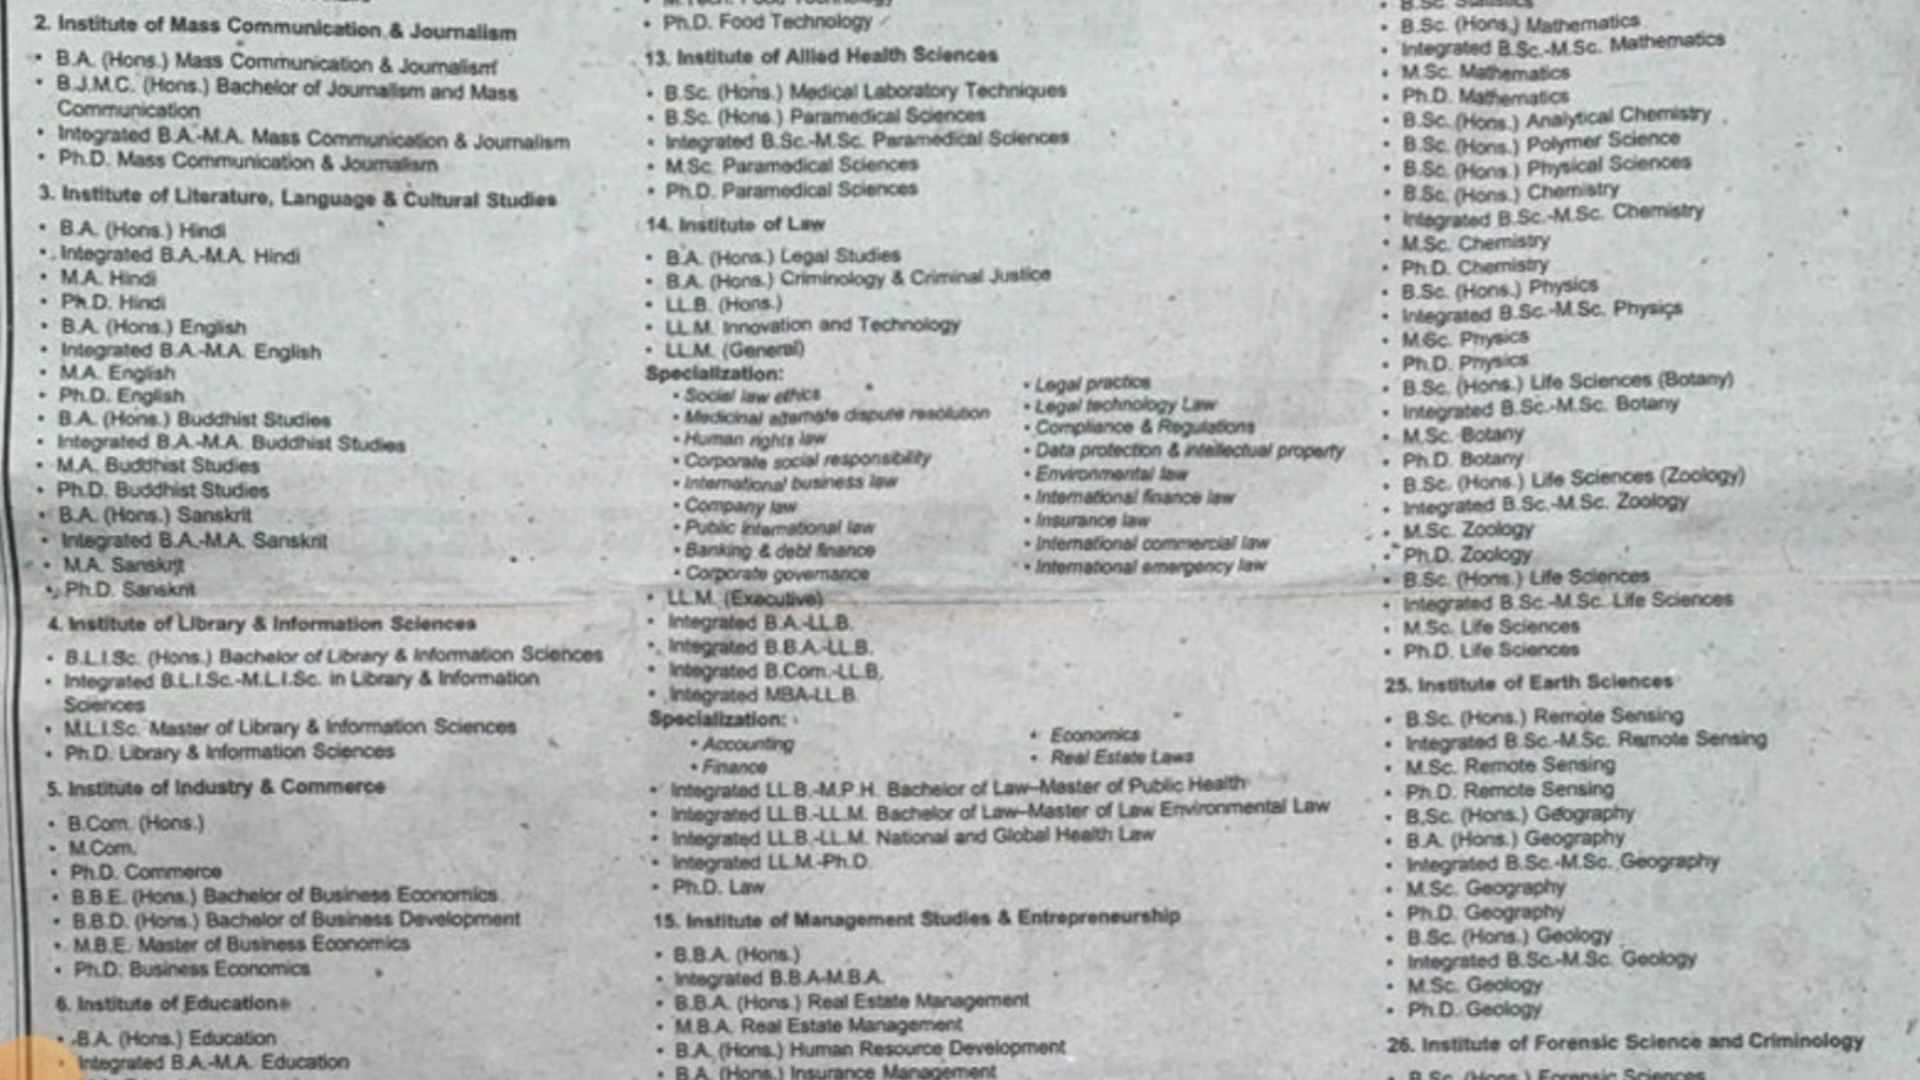 2. Institute of Mass Communication & Journalism
• B.A. (Hons.) Mass Communication & Journalism
• B.J.M.C. (Hons.) Bachelor of Journalism and Mass
Communication
• Integrated B.A.-M.A. Mass Communication & Journalism
• Ph.D. Mass Communication & Journalism
3. Institute of Literature, Language & Cultural Studies
• B.A. (Hons.) Hindi
• Integrated B.A.-M.A. Hindi
• M.A. Hindi
• Ph.D. Hindi
• B.A. (Hons.) English
• Integrated B.A.-M.A. English
• M.A. English
• Ph.D. English
• B.A. (Hons.) Buddhist Studies
• Integrated B.A.-M.A. Buddhist Studies
• M.A. Buddhist Studies
• Ph.D. Buddhist Studies
• B.A. (Hons.) Sanskrit
• Integrated B.A.-M.A. Sanskrit
• M.A. Sanskrit
• Ph.D. Sanskrit
4. Institute of Library & Information Sciences
• B.L.I.Sc. (Hons.) Bachelor of Library & Information Sciences
• Integrated B.L.I.Sc.-M.L.I.Sc. in Library & Information
Sciences
• M.L.I.Sc. Master of Library & Information Sciences
• Ph.D. Library & Information Sciences
5. Institute of Industry & Commerce
• B.Com. (Hons.)
• M.Com.
• Ph.D. Commerce
• B.B.E. (Hons.) Bachelor of Business Economics
• B.B.D. (Hons.) Bachelor of Business Development
• M.B.E. Master of Business Economics
• Ph.D. Business Economics
6. Institute of Education
• B.A. (Hons.) Education
• Integrated B.A.-M.A. Education
• Ph.D. Food Technology
13. Institute of Allied Health Sciences
• B.Sc. (Hons.) Medical Laboratory Techniques
• B.Sc. (Hons.) Paramedical Sciences
• Integrated B.Sc.-M.Sc. Paramedical Sciences
• M.Sc. Paramedical Sciences
• Ph.D. Paramedical Sciences
14. Institute of Law
• B.A. (Hons.) Legal Studies
• B.A. (Hons.) Criminology & Criminal Justice
• LL.B. (Hons.)
• LL.M. Innovation and Technology
• LL.M. (General)
Specialization:
• Social law ethics
• Medicinal alternate dispute resolution
• Human rights law
• Corporate social responsibility
• International business law
• Company law
• Public international law
• Banking & debt finance
• Corporate governance
• Legal practice
• Legal technology Law
• Compliance & Regulations
• Data protection & intellectual property
• Environmental law
• International finance law
• Insurance law
• International commercial law
• International emergency law
• LL.M. (Executive)
• Integrated B.A.-LL.B.
• Integrated B.B.A.-LL.B.
• Integrated B.Com.-LL.B.
• Integrated MBA-LL.B.
Specialization:
• Accounting
• Finance
• Economics
• Real Estate Laws
• Integrated LL.B.-M.P.H. Bachelor of Law–Master of Public Health
• Integrated LL.B.-LL.M. Bachelor of Law–Master of Law Environmental Law
• Integrated LL.B.-LL.M. National and Global Health Law
• Integrated LL.M.-Ph.D.
• Ph.D. Law
15. Institute of Management Studies & Entrepreneurship
• B.B.A. (Hons.)
• Integrated B.B.A-M.B.A.
• B.B.A. (Hons.) Real Estate Management
• M.B.A. Real Estate Management
• B.A. (Hons.) Human Resource Development
• B.A. (Hons.) Insurance Management
• B.Sc. Statistics
• B.Sc. (Hons.) Mathematics
• Integrated B.Sc.-M.Sc. Mathematics
• M.Sc. Mathematics
• Ph.D. Mathematics
• B.Sc. (Hons.) Analytical Chemistry
• B.Sc. (Hons.) Polymer Science
• B.Sc. (Hons.) Physical Sciences
• B.Sc. (Hons.) Chemistry
• Integrated B.Sc.-M.Sc. Chemistry
• M.Sc. Chemistry
• Ph.D. Chemistry
• B.Sc. (Hons.) Physics
• Integrated B.Sc.-M.Sc. Physics
• M.Sc. Physics
• Ph.D. Physics
• B.Sc. (Hons.) Life Sciences (Botany)
• Integrated B.Sc.-M.Sc. Botany
• M.Sc. Botany
• Ph.D. Botany
• B.Sc. (Hons.) Life Sciences (Zoology)
• Integrated B.Sc.-M.Sc. Zoology
• M.Sc. Zoology
• Ph.D. Zoology
• B.Sc. (Hons.) Life Sciences
• Integrated B.Sc.-M.Sc. Life Sciences
• M.Sc. Life Sciences
• Ph.D. Life Sciences
25. Institute of Earth Sciences
• B.Sc. (Hons.) Remote Sensing
• Integrated B.Sc.-M.Sc. Remote Sensing
• M.Sc. Remote Sensing
• Ph.D. Remote Sensing
• B.Sc. (Hons.) Geography
• B.A. (Hons.) Geography
• Integrated B.Sc.-M.Sc. Geography
• M.Sc. Geography
• Ph.D. Geography
• B.Sc. (Hons.) Geology
• Integrated B.Sc.-M.Sc. Geology
• M.Sc. Geology
• Ph.D. Geology
26. Institute of Forensic Science and Criminology
• B.Sc. (Hons.) Forensic Sciences